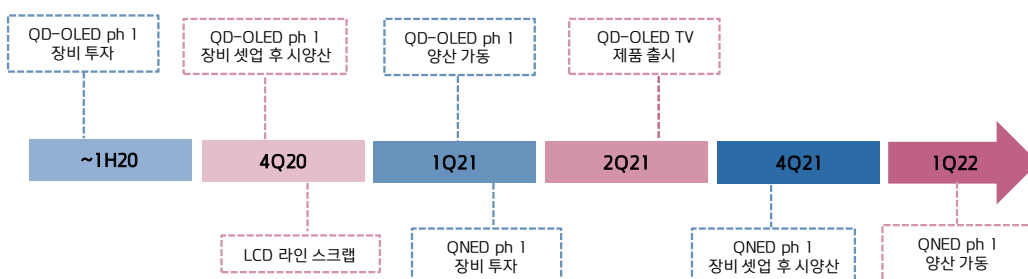 QD-OLED ph 1
장비 투자
QD-OLED ph 1
장비 셋업 후 시양산
QD-OLED ph 1
양산 가동
QD-OLED TV
제품 출시
~1H20
4Q20
1Q21
2Q21
4Q21
1Q22
LCD 라인 스크랩
QNED ph 1
장비 투자
QNED ph 1
장비 셋업 후 시양산
QNED ph 1
양산 가동